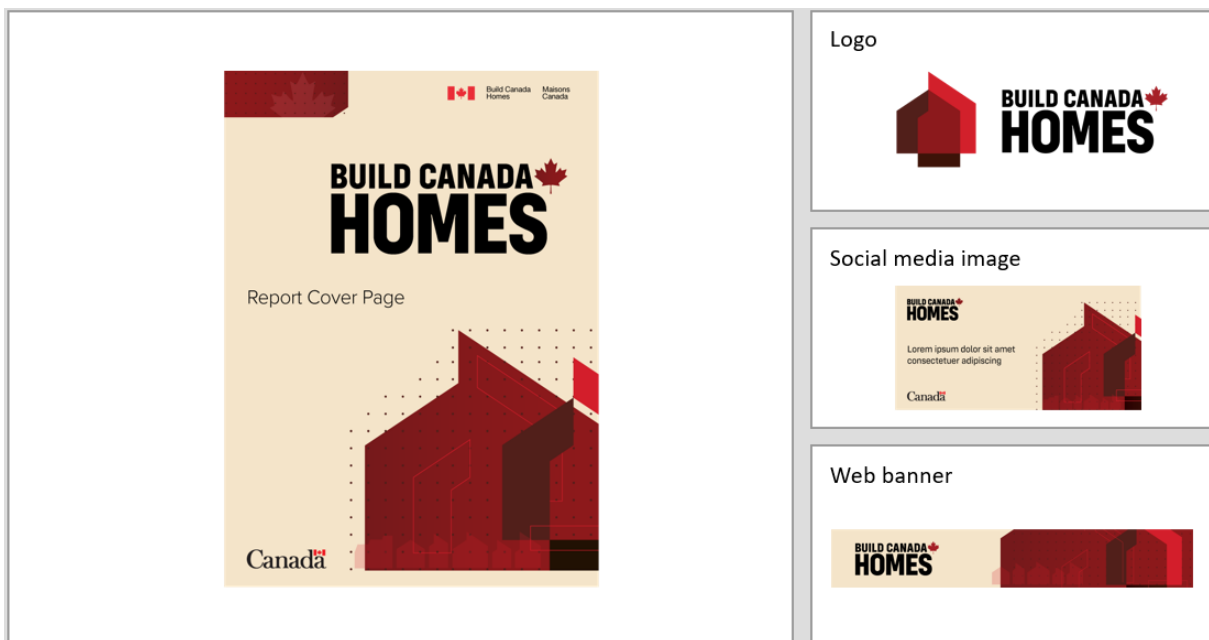 Build Canada Maisons
Homes Canada
BUILD CANADA
HOMES
Report Cover Page
Canada
Logo
BUILD CANADA
HOMES
Social media image
BUILD CANADA
HOMES
Lorem ipsum dolor sit amet
consectetuer adipiscing
Canada
Web banner
BUILD CANADA
HOMES